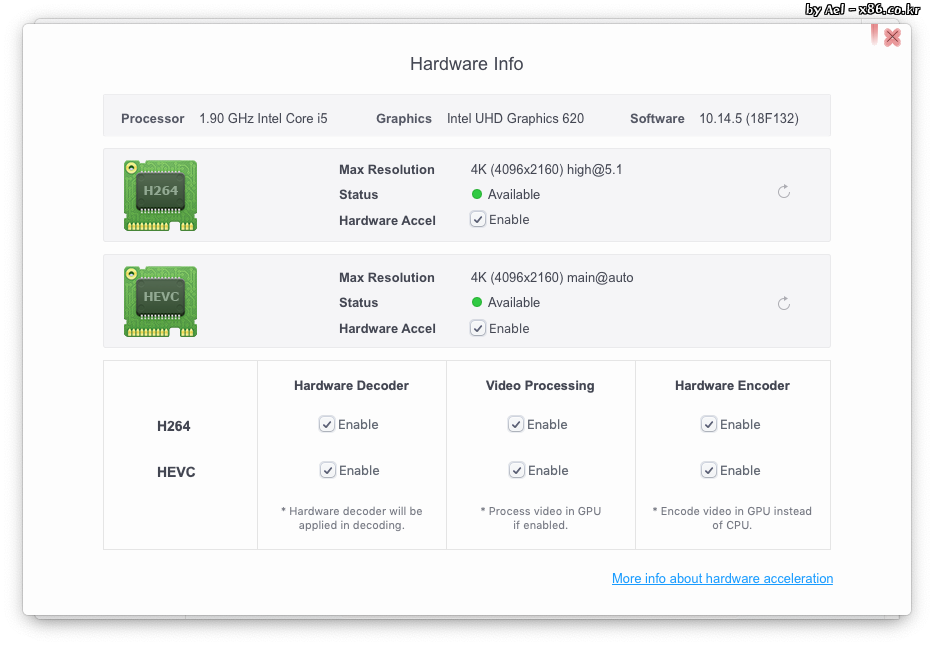 by Ael - x86.co.kr
Hardware Info
Processor 1.90 GHz Intel Core i5 Graphics Intel UHD Graphics 620 Software 10.14.5 (18F132)
H264
Max Resolution 4K (4096x2160) high@5.1
Status Available
Hardware Accel Enable
HEVC
Max Resolution 4K (4096x2160) main@auto
Status Available
Hardware Accel Enable
Hardware Decoder Video Processing Hardware Encoder
H264 Enable Enable Enable
HEVC Enable Enable Enable
* Hardware decoder will be * Process video in GPU * Encode video in GPU instead
applied in decoding. if enabled. of CPU.
More info about hardware acceleration